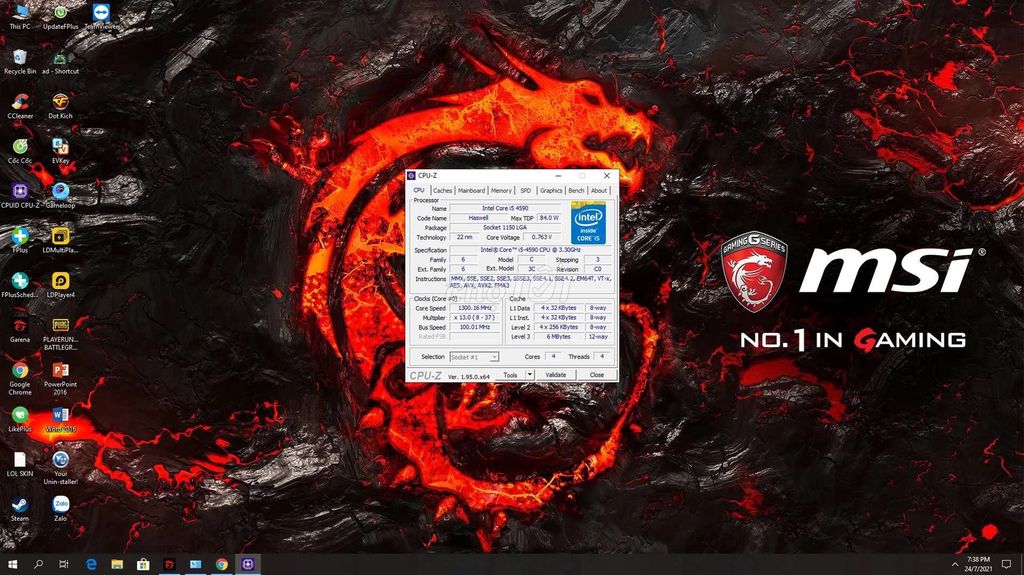 This PC
UpdateFPlus
TeamViewer
Recycle Bin
ad - Shortcut
CCleaner
Dot Kich
Cốc Cốc
EVKey
CPUID CPU-Z
Gameloop
FPlus
LDMultiPla...
FPlusSched...
LDPlayer4
Garena
PLAYERUN...
BATTLEGR...
Google
Chrome
PowerPoint
2016
LikePlus
Word 2016
LOL SKIN
Your
Unin-staller!
Steam
Zalo
CPU-Z
CPU Caches Mainboard Memory SPD Graphics Bench About
Processor
Name Intel Core i5 4590
Code Name Haswell Max TDP 84.0 W
Package Socket 1150 LGA
Technology 22 nm Core Voltage 0.763 V
intel
inside
CORE i5
Specification Intel® Core™ i5-4590 CPU @ 3.30GHz
Family 6 Model C Stepping 3
Ext. Family 6 Ext. Model 3C Revision C0
Instructions MMX, SSE, SSE2, SSE3, SSSE3, SSE4.1, SSE4.2, EM64T, VT-x,
AES, AVX, AVX2, FMA3
Clocks (Core #0)
Core Speed 1300.16 MHz
Multiplier x 13.0 ( 8 - 37 )
Bus Speed 100.01 MHz
Rated FSB
Cache
L1 Data 4 x 32 KBytes 8-way
L1 Inst. 4 x 32 KBytes 8-way
Level 2 4 x 256 KBytes 8-way
Level 3 6 MBytes 12-way
Selection Socket #1 Cores 4 Threads 4
CPU-Z Ver. 1.95.0.x64 Tools Validate Close
GAMING G SERIES
msi®
NO.1 IN GAMING
7:38 PM
24/7/2021